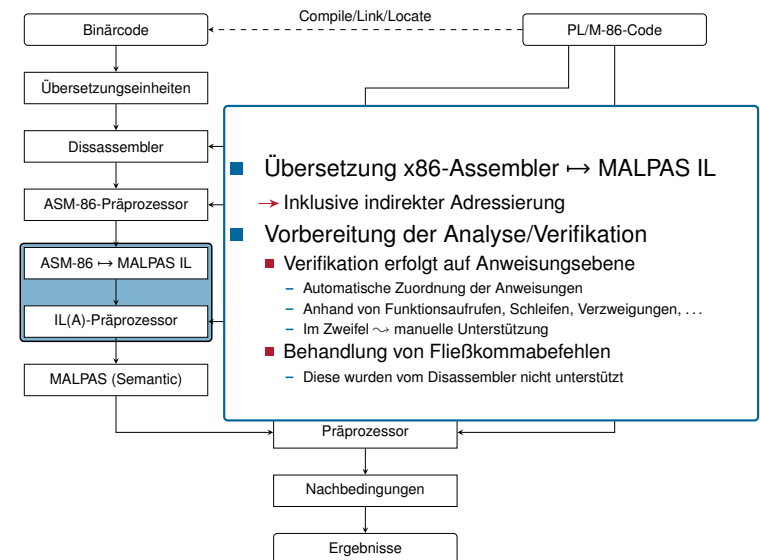 Compile/Link/Locate
Binärcode
PL/M-86-Code
Übersetzungseinheiten
Dissassembler
ASM-86-Präprozessor
ASM-86 ↦ MALPAS IL
IL(A)-Präprozessor
MALPAS (Semantic)
Übersetzung x86-Assembler ↦ MALPAS IL
→ Inklusive indirekter Adressierung
Vorbereitung der Analyse/Verifikation
Verifikation erfolgt auf Anweisungsebene
– Automatische Zuordnung der Anweisungen
– Anhand von Funktionsaufrufen, Schleifen, Verzweigungen, ...
– Im Zweifel ⤳ manuelle Unterstützung
Behandlung von Fließkommabefehlen
– Diese wurden vom Disassembler nicht unterstützt
Präprozessor
Nachbedingungen
Ergebnisse